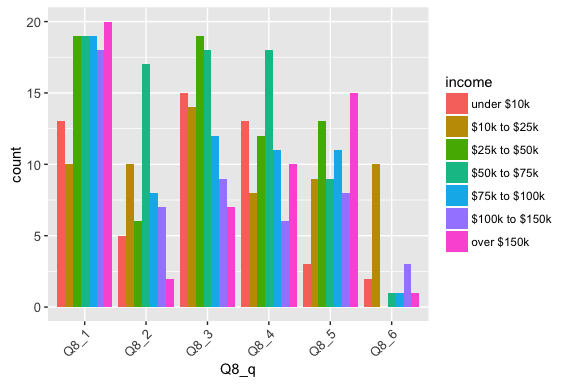 20
15
10
5
0
count
Q8_1
Q8_2
Q8_3
Q8_4
Q8_5
Q8_6
Q8_q
income
under $10k
$10k to $25k
$25k to $50k
$50k to $75k
$75k to $100k
$100k to $150k
over $150k